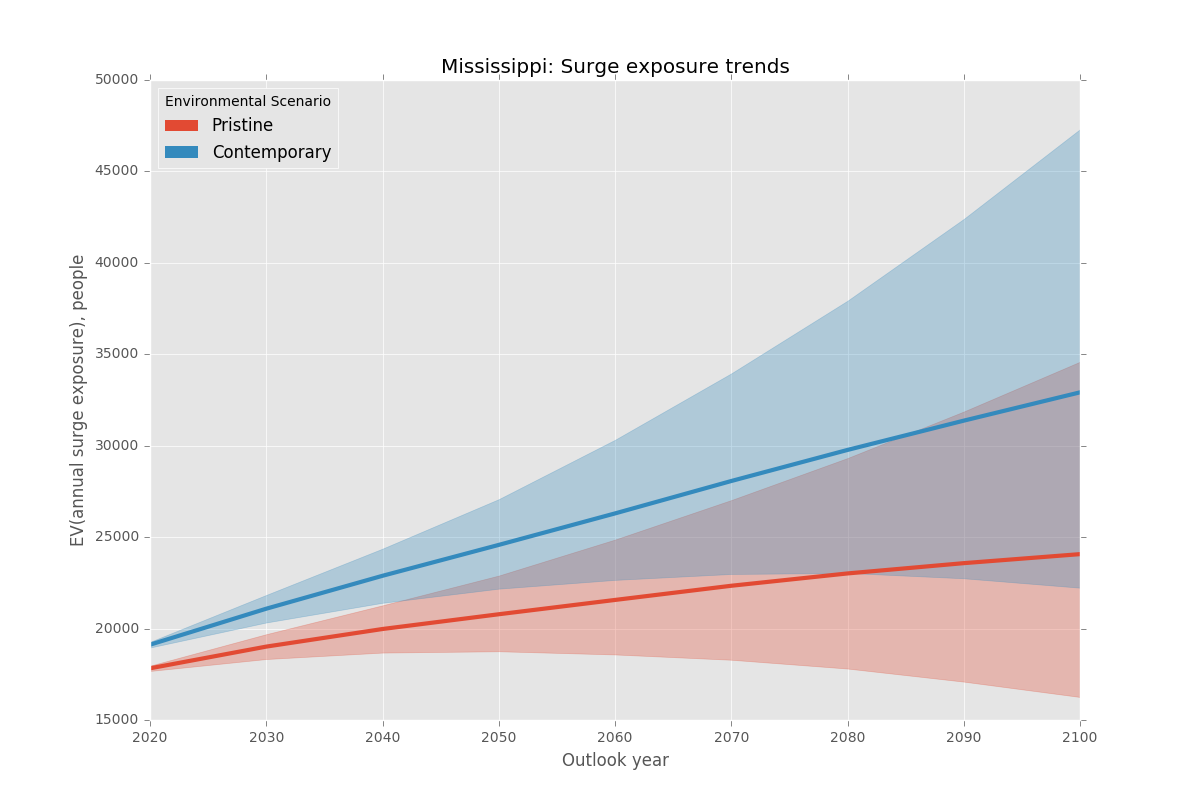 Mississippi: Surge exposure trends
Environmental Scenario
Pristine
Contemporary
EV(annual surge exposure), people
50000
45000
40000
35000
30000
25000
20000
15000
2020 2030 2040 2050 2060 2070 2080 2090 2100
Outlook year